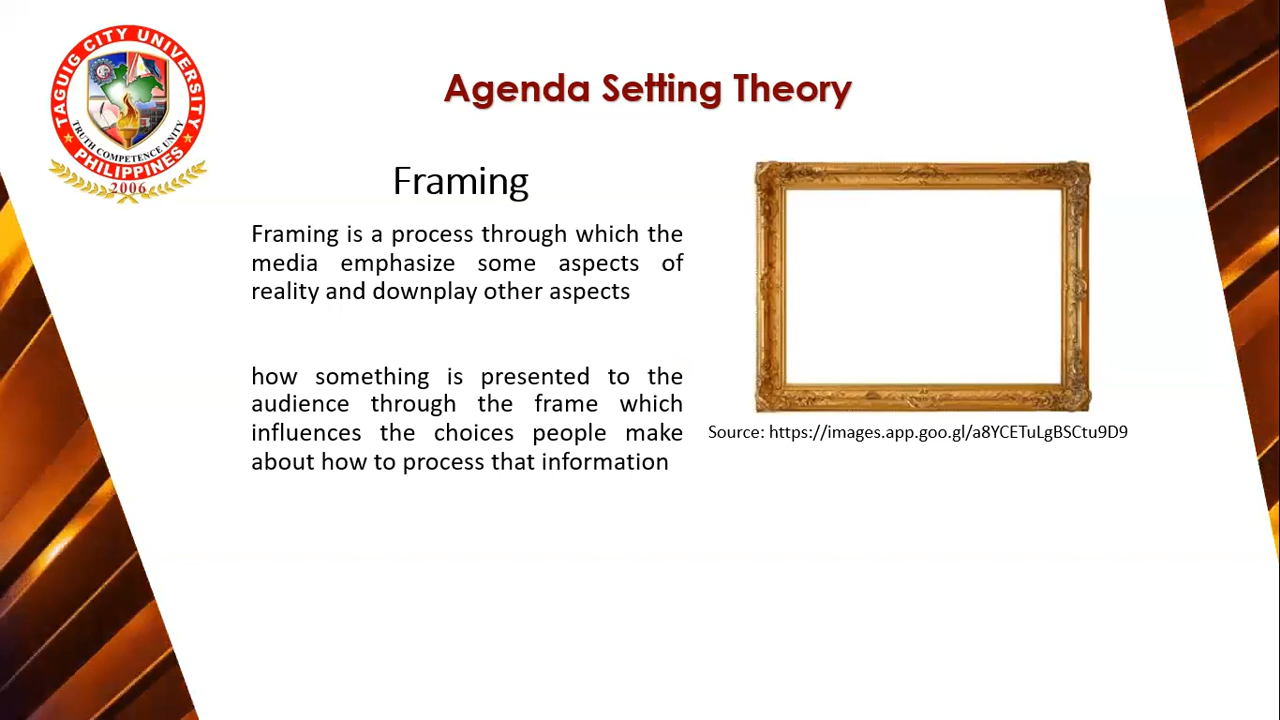 TAGUIG CITY UNIVERSITY
TRUTH COMPETENCE UNITY
PHILIPPINES
2006
Agenda Setting Theory
Framing
Framing is a process through which the
media emphasize some aspects of
reality and downplay other aspects
how something is presented to the
audience through the frame which
influences the choices people make
about how to process that information
Source: https://images.app.goo.gl/a8YCETuLgBSCtu9D9